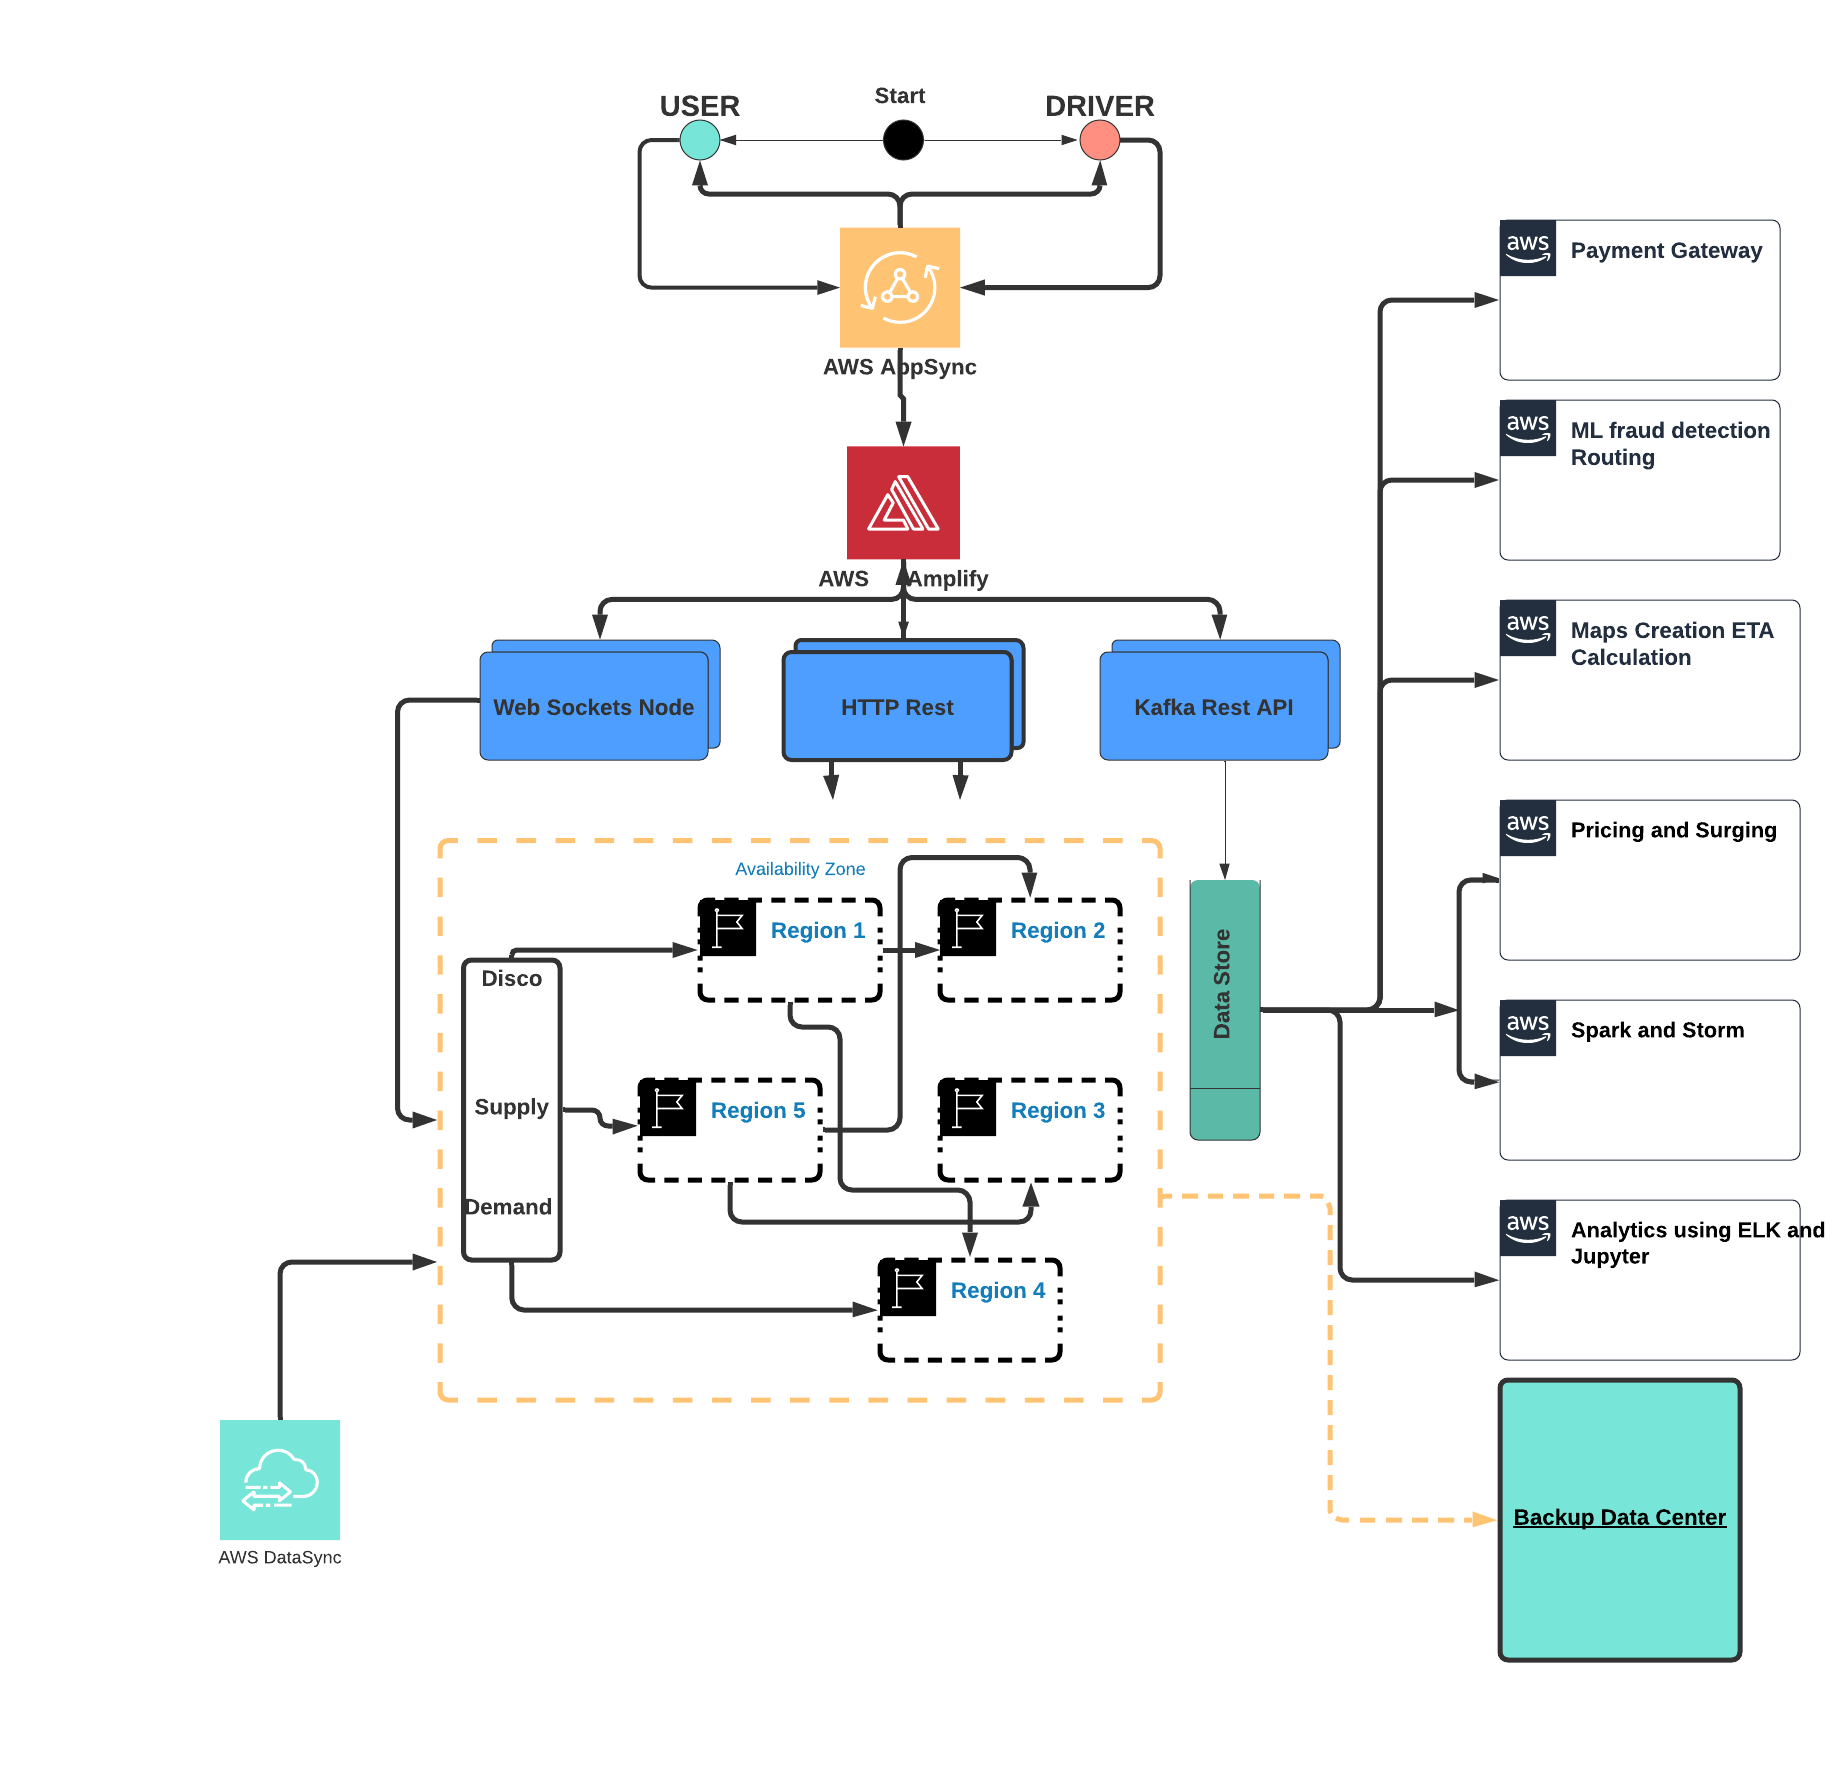 Start
USER
DRIVER
AWS AppSync
AWS Amplify
Web Sockets Node
HTTP Rest
Kafka Rest API
Availability Zone
Region 1
Region 2
Disco
Supply
Demand
Region 5
Region 3
Region 4
Data Store
AWS DataSync
aws
Payment Gateway
aws
ML fraud detection
Routing
aws
Maps Creation ETA
Calculation
aws
Pricing and Surging
aws
Spark and Storm
aws
Analytics using ELK and
Jupyter
Backup Data Center